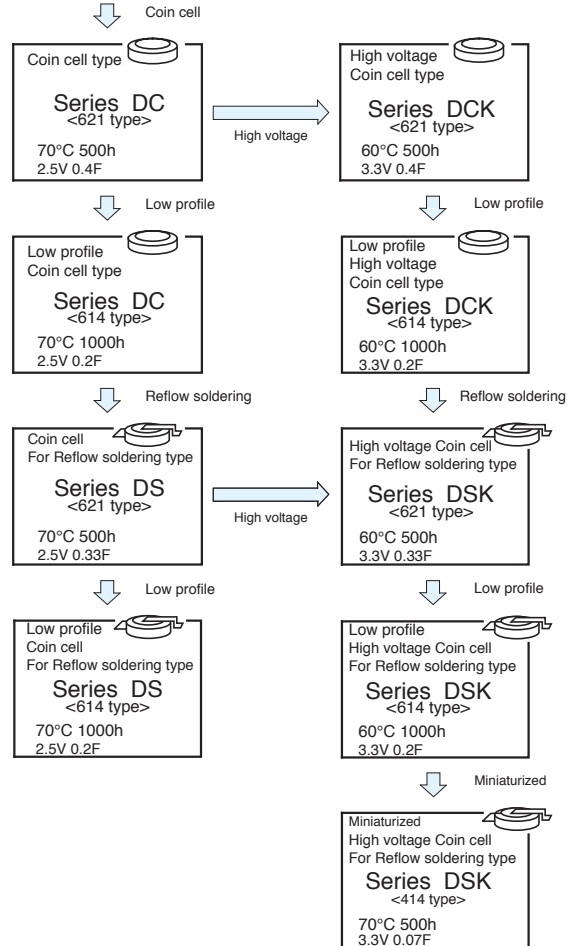 Coin cell
Coin cell type
Series DC
<621 type>
70°C 500h
2.5V 0.4F
High voltage
High voltage
Coin cell type
Series DCK
<621 type>
60°C 500h
3.3V 0.4F
Low profile
Low profile
Low profile
Coin cell type
Series DC
<614 type>
70°C 1000h
2.5V 0.2F
Low profile
High voltage
Coin cell type
Series DCK
<614 type>
60°C 1000h
3.3V 0.2F
Reflow soldering
Reflow soldering
Coin cell
For Reflow soldering type
Series DS
<621 type>
70°C 500h
2.5V 0.33F
High voltage
High voltage Coin cell
For Reflow soldering type
Series DSK
<621 type>
60°C 500h
3.3V 0.33F
Low profile
Low profile
Low profile
Coin cell
For Reflow soldering type
Series DS
<614 type>
70°C 1000h
2.5V 0.2F
Low profile
High voltage Coin cell
For Reflow soldering type
Series DSK
<614 type>
60°C 1000h
3.3V 0.2F
Miniaturized
Miniaturized
High voltage Coin cell
For Reflow soldering type
Series DSK
<414 type>
70°C 500h
3.3V 0.07F